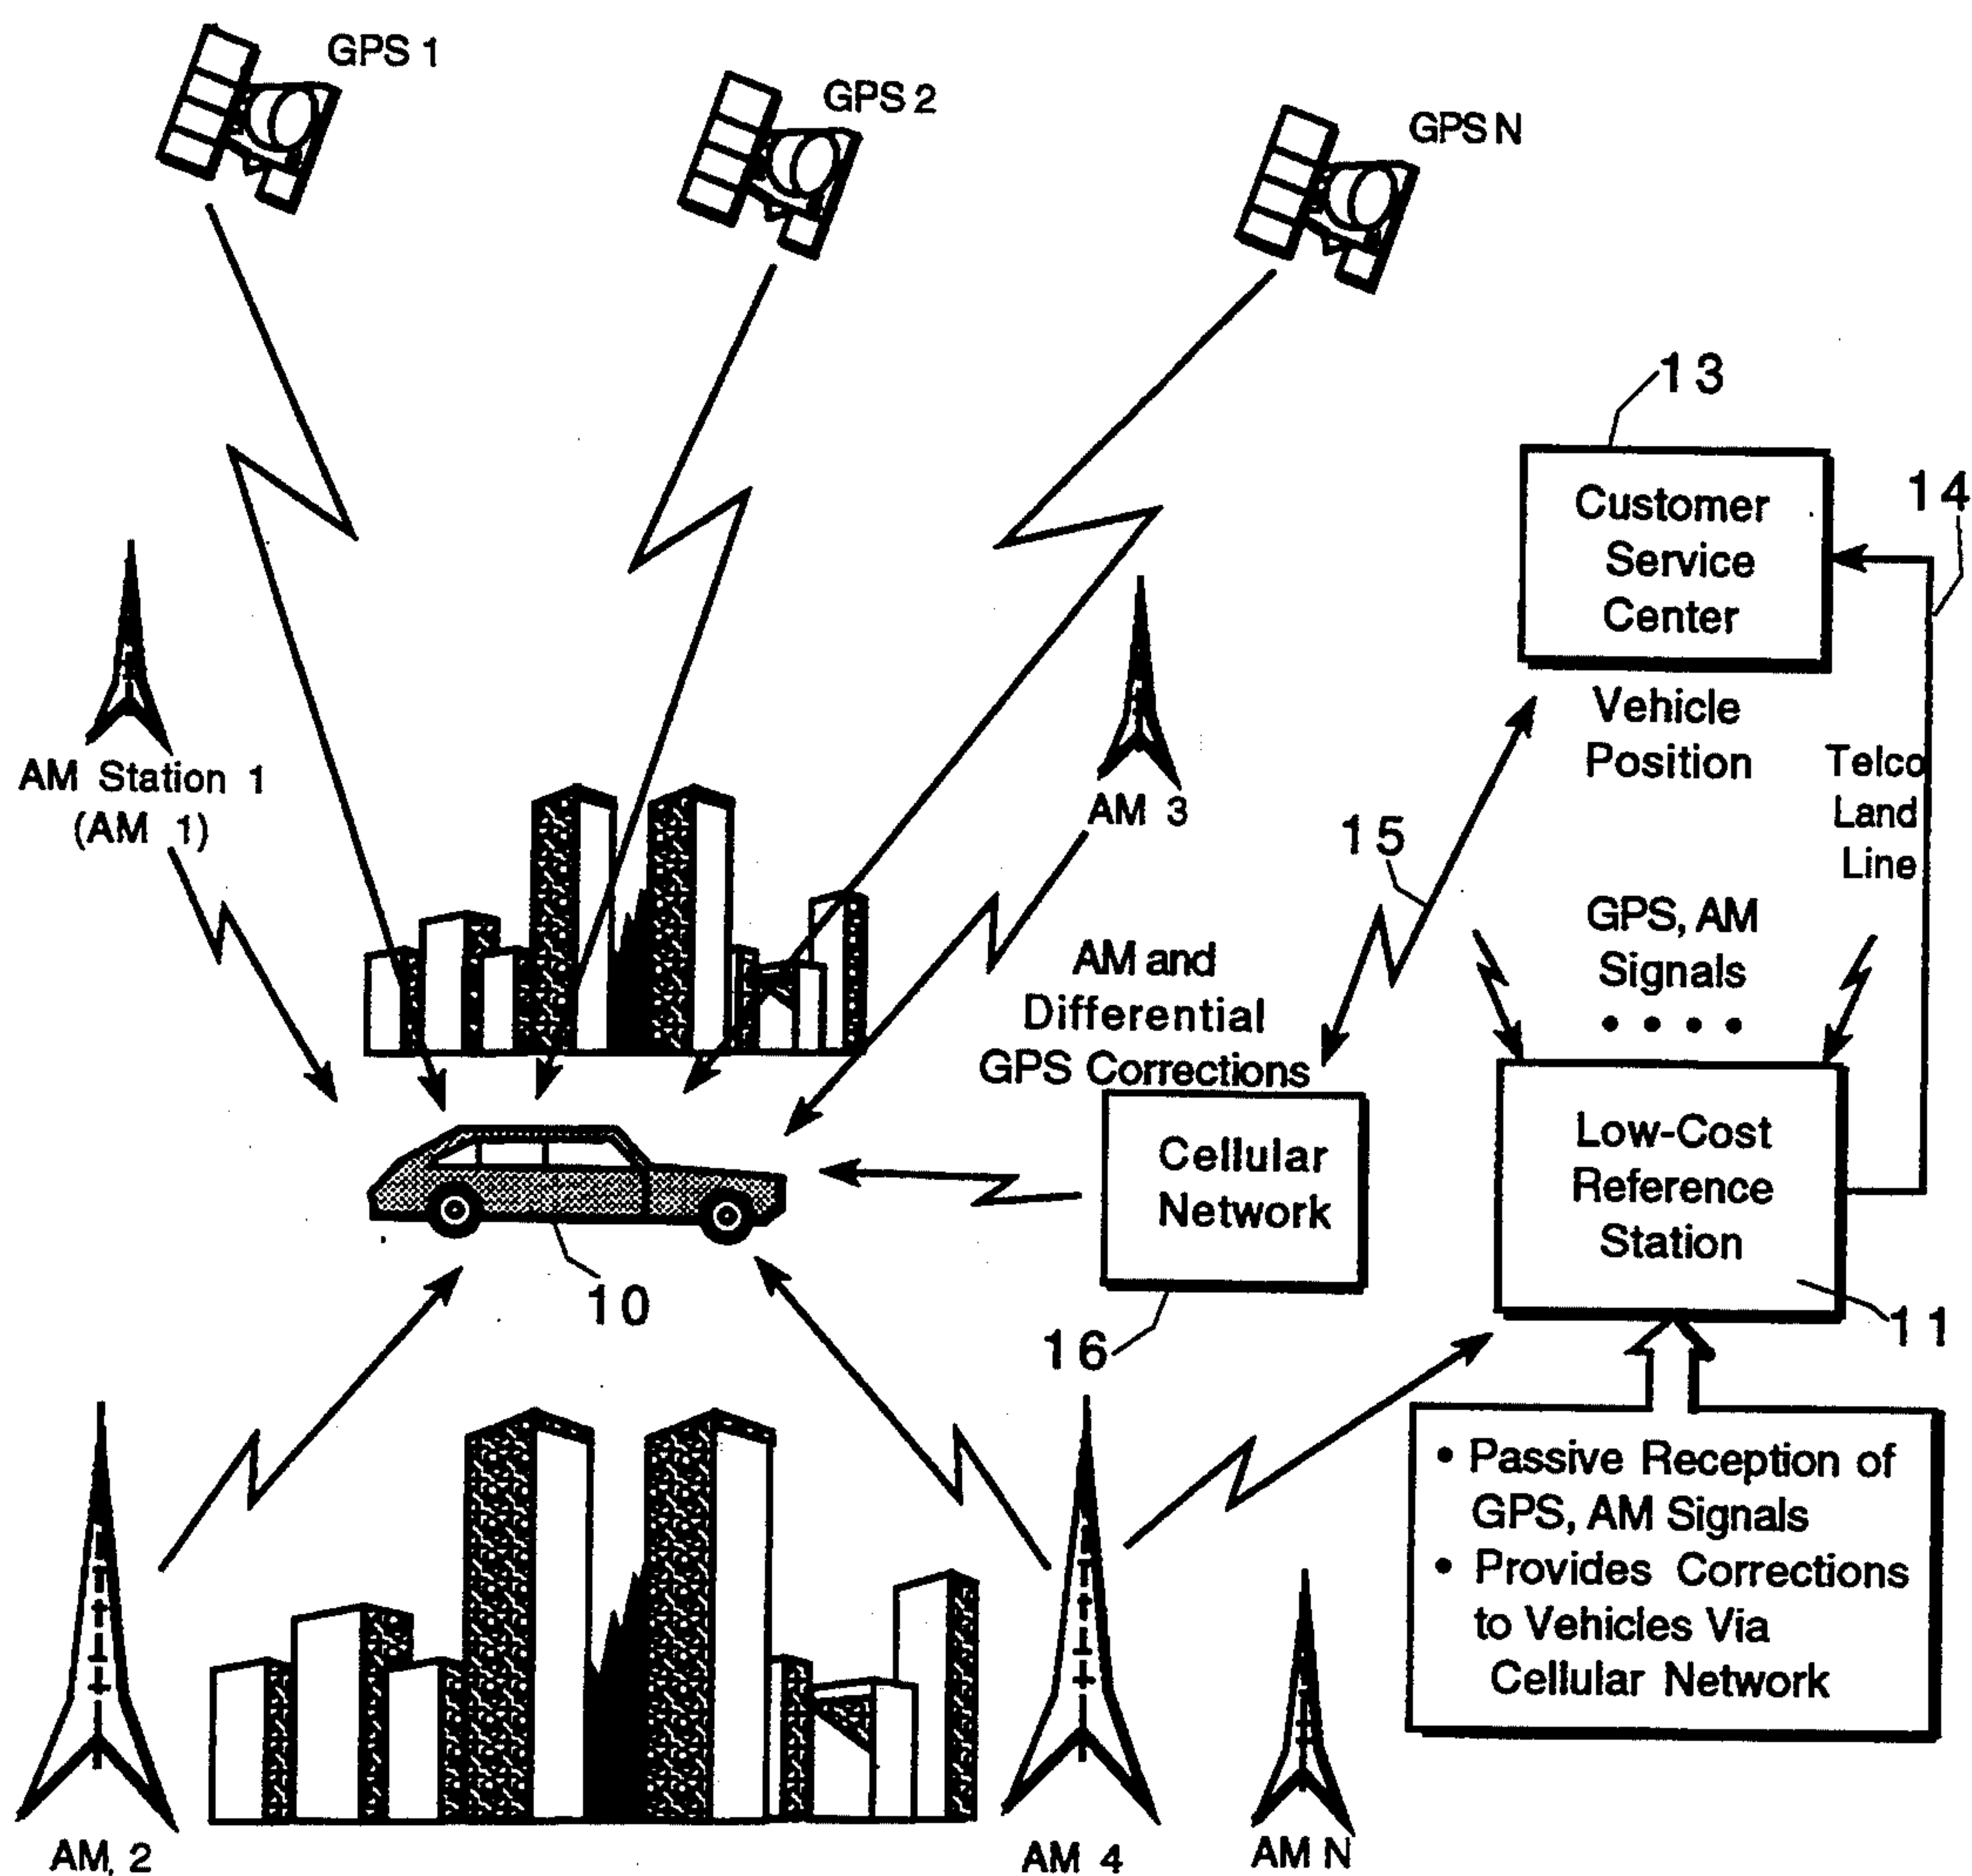 GPS 1
GPS 2
GPS N
13
14
Customer
Service
Center
AM Station 1
(AM 1)
AM 3
Vehicle
Position
Telco
Land
Line
15
GPS, AM
Signals
• • • •
AM and
Differential
GPS Corrections
Cellular
Network
Low-Cost
Reference
Station
10
16
11
• Passive Reception of
GPS, AM Signals
• Provides Corrections
to Vehicles Via
Cellular Network
AM, 2
AM 4
AM N